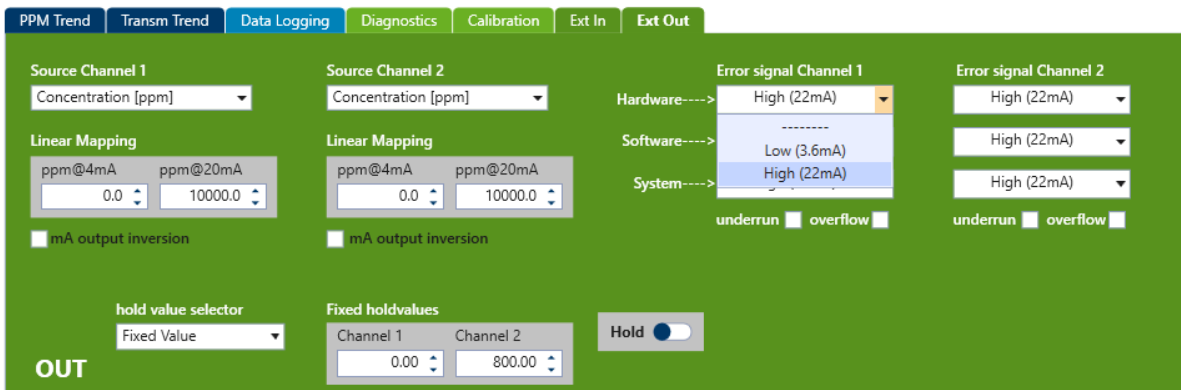 PPM Trend Transm Trend Data Logging Diagnostics Calibration Ext In Ext Out
Source Channel 1 Source Channel 2 Error signal Channel 1 Error signal Channel 2
Concentration [ppm] Concentration [ppm] Hardware----> High (22mA) High (22mA)
--------
Linear Mapping Linear Mapping Software----> Low (3.6mA) High (22mA)
ppm@4mA ppm@20mA ppm@4mA ppm@20mA High (22mA)
0.0 10000.0 0.0 10000.0 System----> High (22mA)
underrun overflow underrun overflow
mA output inversion mA output inversion
hold value selector Fixed holdvalues
Fixed Value Channel 1 Channel 2 Hold
0.00 800.00
OUT